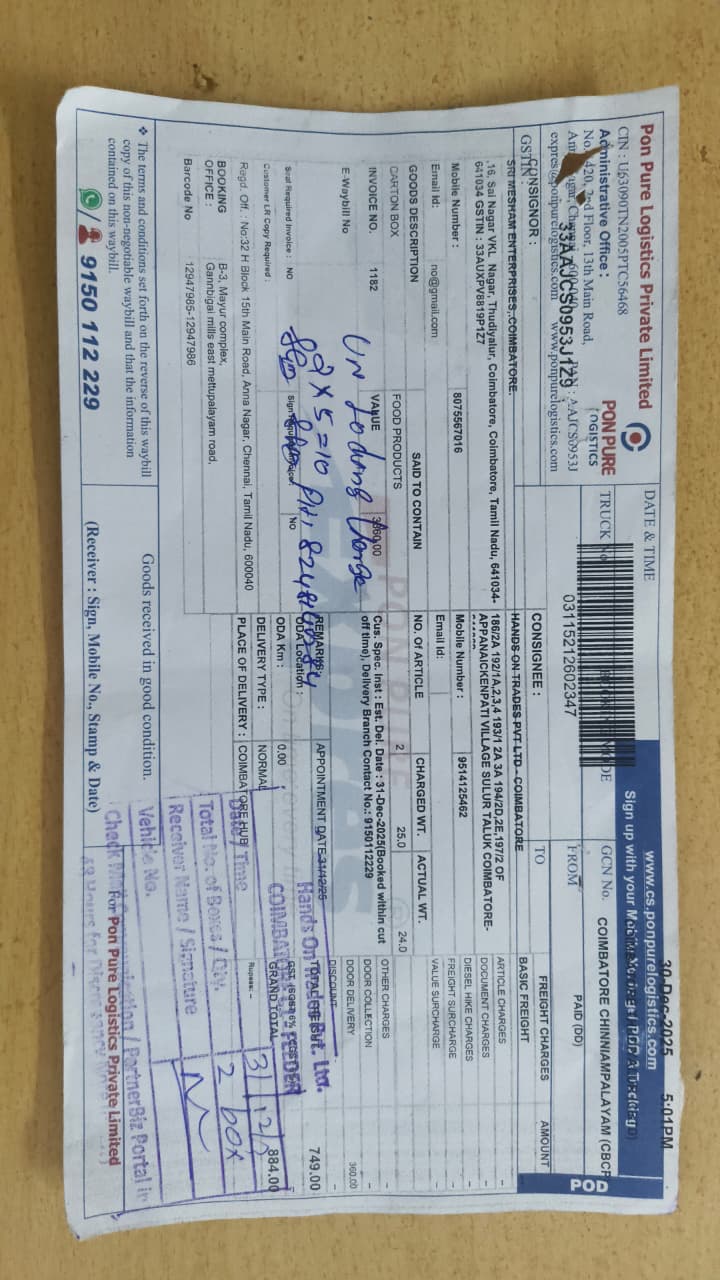 Pon Pure Logistics Private Limited
CIN : U63090TN2005PTC56468
Administrative Office :
No. 420, 2nd Floor, 13th Main Road,
www.ponpurelogistics.com
PON PURE
LOGISTICS
33AAJCS0953J1Z9
DATE & TIME
30-Dec-2025 5:01PM
www.cs.ponpurelogistics.com
TRUCK No
03115212602347
GCN No.
COIMBATORE CHINNIAMPALAYAM (CBCP
FROM
TO
PAID (DD)
POD
GSTIN :
CONSIGNOR :
SRI MESHAM ENTERPRISES,.COIMBATORE.
,16, Sai Nagar VKL Nagar, Thudiyalur, Coimbatore, Coimbatore, Tamil Nadu, 641034-
641034 GSTIN : 33AUXPV8819P1Z7
Mobile Number : 8075567016
Email Id: no@gmail.com
CONSIGNEE :
HANDS ON TRADES PVT LTD - COIMBATORE
186/2A 192/1A,2,3,4 193/1 2A 3A 194/2D,2E,197/2 OF
APPANAICKENPATI VILLAGE SULUR TALUK COIMBATORE-
Mobile Number : 9514125462
Email Id:
FREIGHT CHARGES AMOUNT
BASIC FREIGHT
ARTICLE CHARGES -
DOCUMENT CHARGES -
DIESEL HIKE CHARGES -
FREIGHT SURCHARGE -
VALUE SURCHARGE -
OTHER CHARGES -
DOOR COLLECTION -
DOOR DELIVERY 360.00
DISCOUNT -
749.00
GRAND TOTAL 884.00
Rupees: -
GOODS DESCRIPTION SAID TO CONTAIN NO. Of ARTICLE CHARGED WT. ACTUAL WT.
CARTON BOX FOOD PRODUCTS 2 25.0 24.0
INVOICE NO. 1182 VALUE
E-Waybill No
Cus. Spec. Inst : Est. Del. Date : 31-Dec-2025(Booked within cut
off time), Delivery Branch Contact No.: 9150112229
REMARKS:
APPOINTMENT DATE-31/12/25
ODA Location :
ODA Km : 0.00
DELIVERY TYPE : NORMAL
PLACE OF DELIVERY : COIMBATORE HUB
Seal Required Invoice : NO
No
Customer LR Copy Required :
Ragd. Off. : No:32 H Block 15th Main Road, Anna Nagar, Chennai, Tamil Nadu, 600040
BOOKING
OFFICE :
B-3, Mayur complex,
Gannbigai mills east mettupalayam road,
Barcode No 12947985-12947986
2 x 5 = 10
Hands On Trades Pvt. Ltd.
Date / Time
Total No. of Boxes / Qty. 2 box
Receiver Name / Signature
Vehicle No.
❖ The terms and conditions set forth on the reverse of this waybill
copy of this non-negotiable waybill and that the information
contained on this waybill.
9150 112 229
Goods received in good condition.
(Receiver : Sign, Mobile No., Stamp & Date)
For Pon Pure Logistics Private Limited